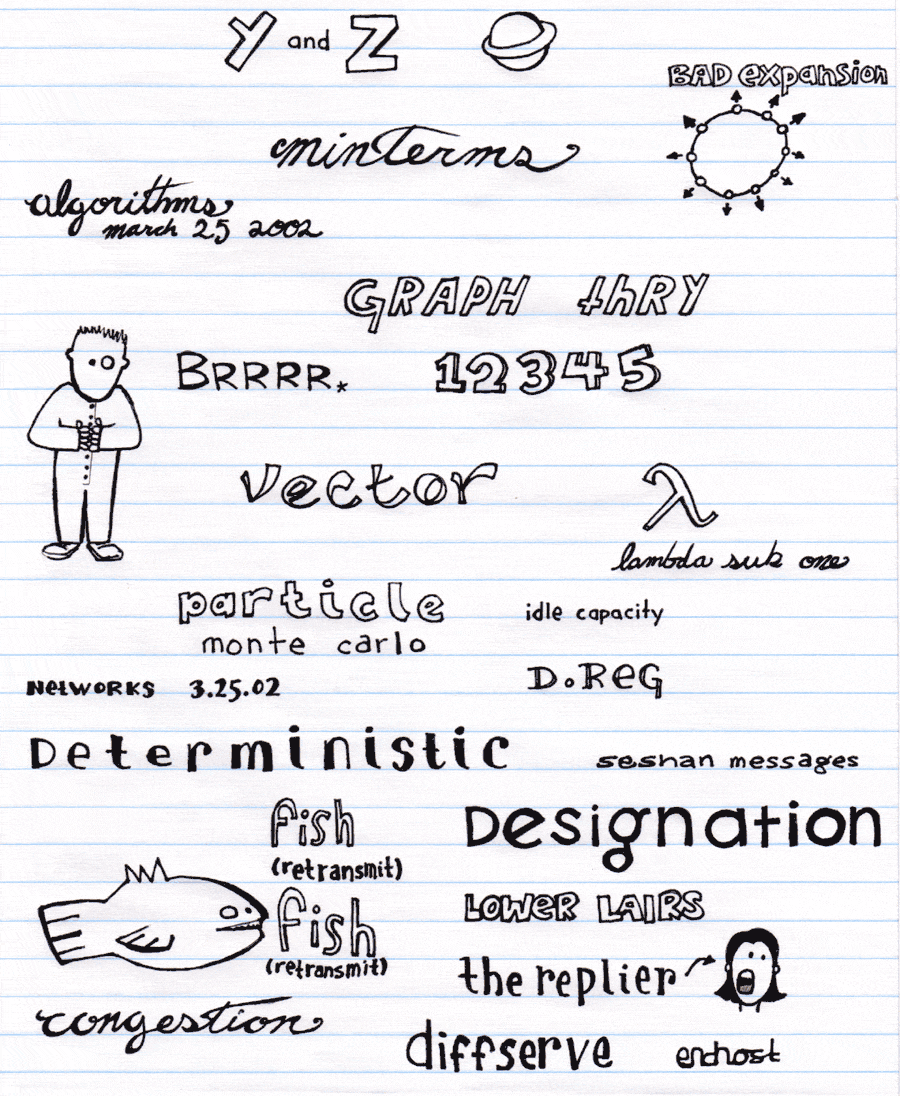 Y and Z
BAD expansion
minterms
algorithms
march 25 2002
GRAPH thRY
BRRRR.
12345
vector
λ
lambda sub one
particle
monte carlo
idle capacity
NetWORKS 3.25.02
D.ReG
Deterministic
seshan messages
fish
(retransmit)
Designation
fish
(retransmit)
LOWER LAIRS
the replier
congestion
diffserve
endhost